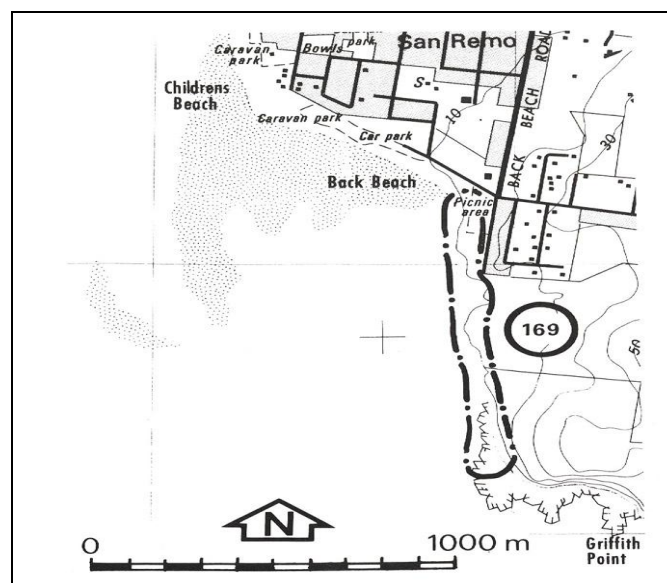 Caravan park
Bowls
park
San Remo
Childrens Beach
S
10
30
BACK BEACH ROAD
Caravan park
Car park
Back Beach
Picnic area
169
50
N
0
1000 m
Griffith Point